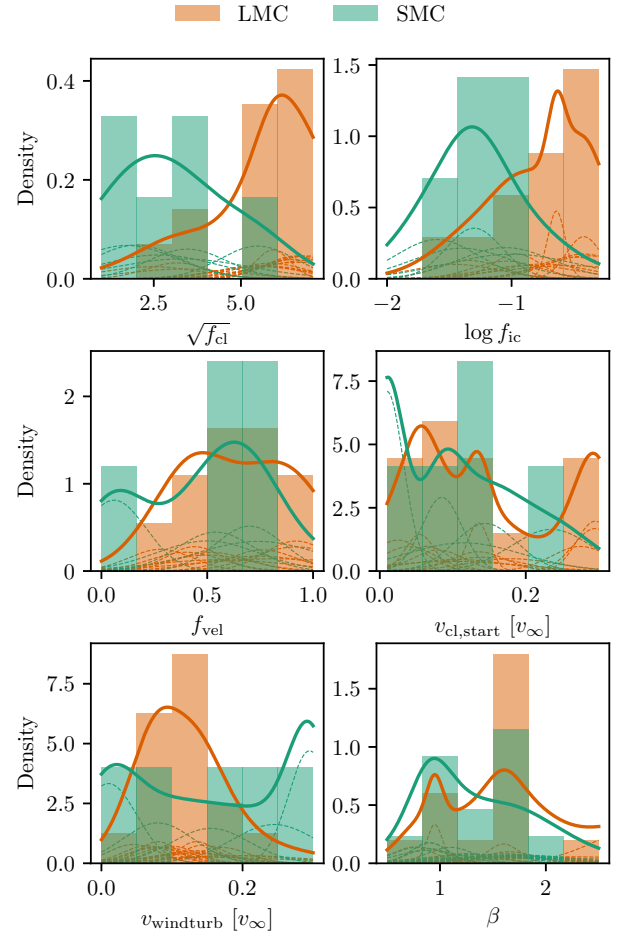 LMC SMC
0.4
0.2
0.0
Density
2.5 5.0
√f_cl
1.5
1.0
0.5
0.0
−2 −1
log f_ic
2
1
0
Density
0.0 0.5 1.0
f_vel
7.5
5.0
2.5
0.0
0.0 0.2
v_cl,start [v_∞]
7.5
5.0
2.5
0.0
Density
0.0 0.2
v_windturb [v_∞]
1.5
1.0
0.5
0.0
1 2
β